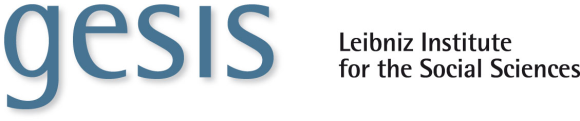 gesis
Leibniz Institute
for the Social Sciences